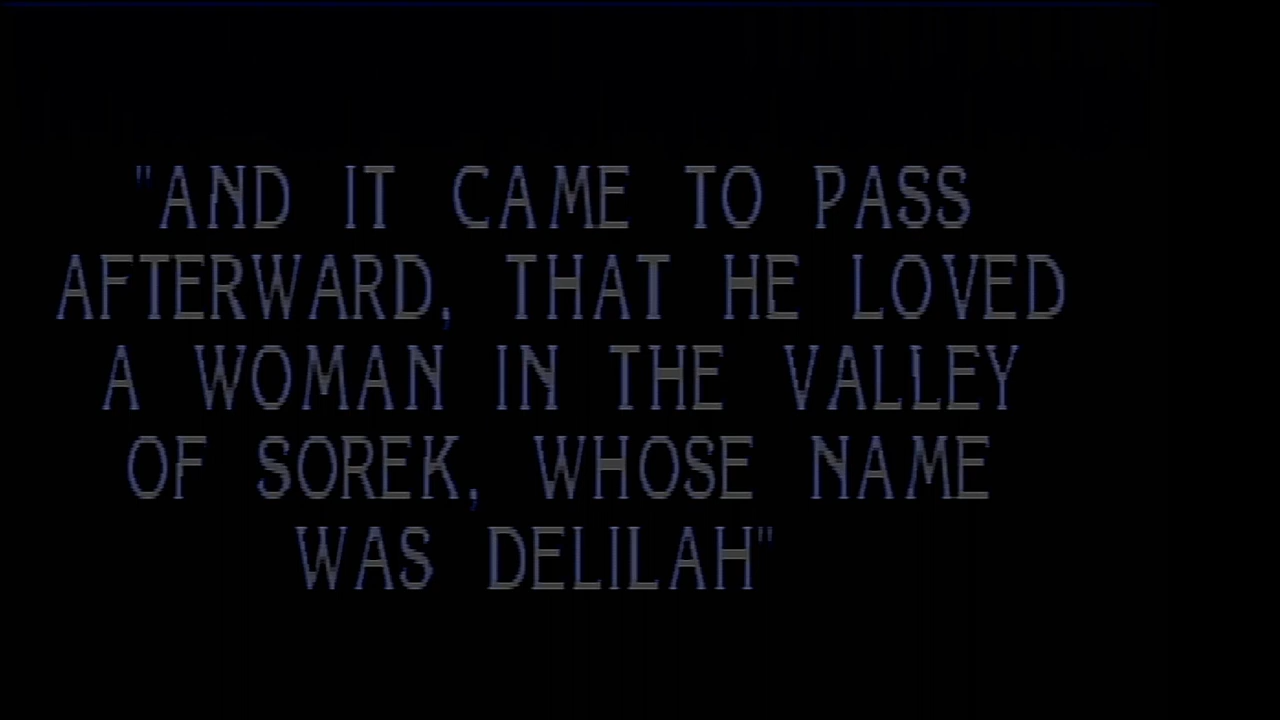 "AND IT CAME TO PASS
AFTERWARD, THAT HE LOVED
A WOMAN IN THE VALLEY
OF SOREK, WHOSE NAME
WAS DELILAH"